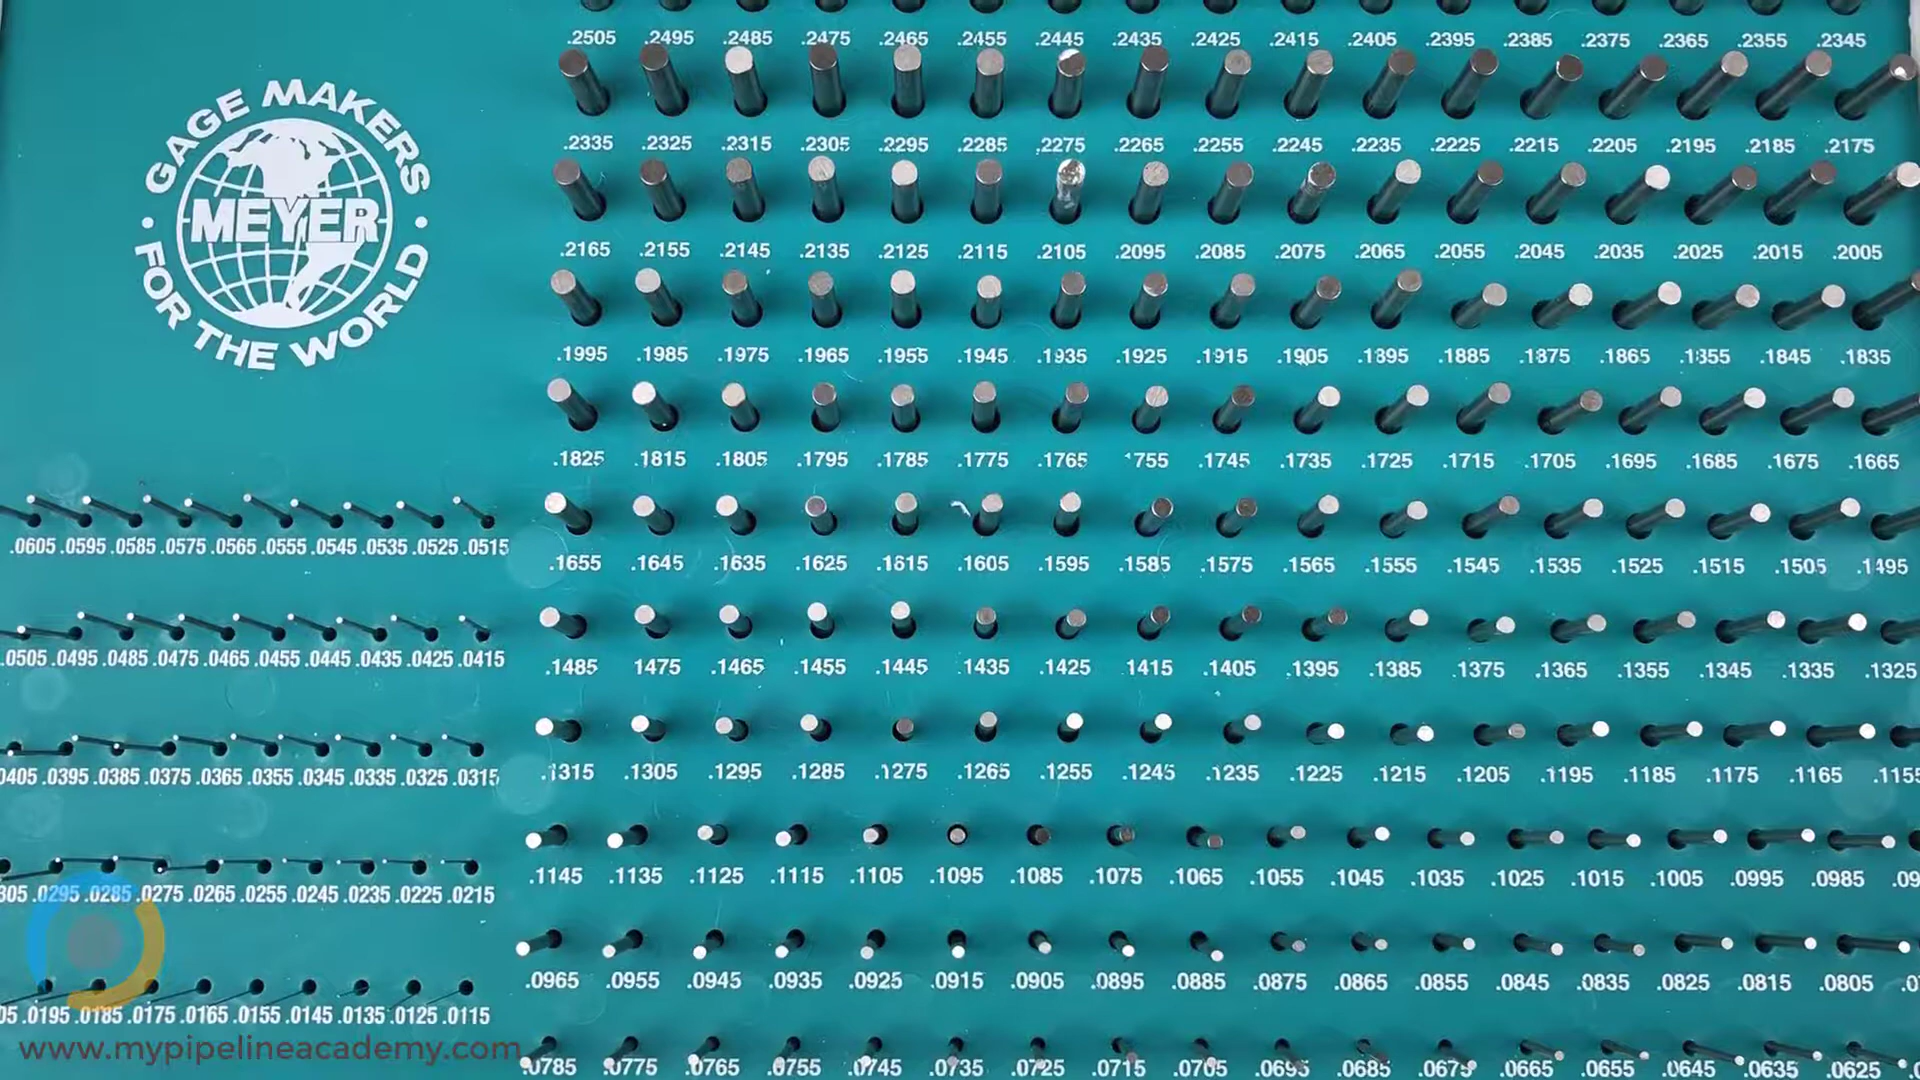 GAGE MAKERS
MEYER
FOR THE WORLD
.2505 .2495 .2485 .2475 .2465 .2455 .2445 .2435 .2425 .2415 .2405 .2395 .2385 .2375 .2365 .2355 .2345
.2335 .2325 .2315 .2305 .2295 .2285 .2275 .2265 .2255 .2245 .2235 .2225 .2215 .2205 .2195 .2185 .2175
.2165 .2155 .2145 .2135 .2125 .2115 .2105 .2095 .2085 .2075 .2065 .2055 .2045 .2035 .2025 .2015 .2005
.1995 .1985 .1975 .1965 .1955 .1945 .1935 .1925 .1915 .1905 .1895 .1885 .1875 .1865 .1855 .1845 .1835
.1825 .1815 .1805 .1795 .1785 .1775 .1765 1755 .1745 .1735 .1725 .1715 .1705 .1695 .1685 .1675 .1665
.0605 .0595 .0585 .0575 .0565 .0555 .0545 .0535 .0525 .0515
.1655 .1645 .1635 .1625 .1615 .1605 .1595 .1585 .1575 .1565 .1555 .1545 .1535 .1525 .1515 .1505 .1495
.0505 .0495 .0485 .0475 .0465 .0455 .0445 .0435 .0425 .0415
.1485 1475 .1465 .1455 .1445 .1435 .1425 .1415 .1405 .1395 .1385 .1375 .1365 .1355 .1345 .1335 .1325
0405 .0395 .0385 .0375 .0365 .0355 .0345 .0335 .0325 .0315
.1315 .1305 .1295 .1285 .1275 .1265 .1255 .1245 .1235 .1225 .1215 .1205 .1195 .1185 .1175 .1165 .1155
305 .0295 .0285 .0275 .0265 .0255 .0245 .0235 .0225 .0215
.1145 .1135 .1125 .1115 .1105 .1095 .1085 .1075 .1065 .1055 .1045 .1035 .1025 .1015 .1005 .0995 .0985 .09
.0965 .0955 .0945 .0935 .0925 .0915 .0905 .0895 .0885 .0875 .0865 .0855 .0845 .0835 .0825 .0815 .0805
05 .0195 .0185 .0175 .0165 .0155 .0145 .0135 .0125 .0115
.0785 .0775 .0765 .0755 .0745 .0735 .0725 .0715 .0705 .0695 .0685 .0675 .0665 .0655 .0645 .0635 .0625
www.mypipelineacademy.com